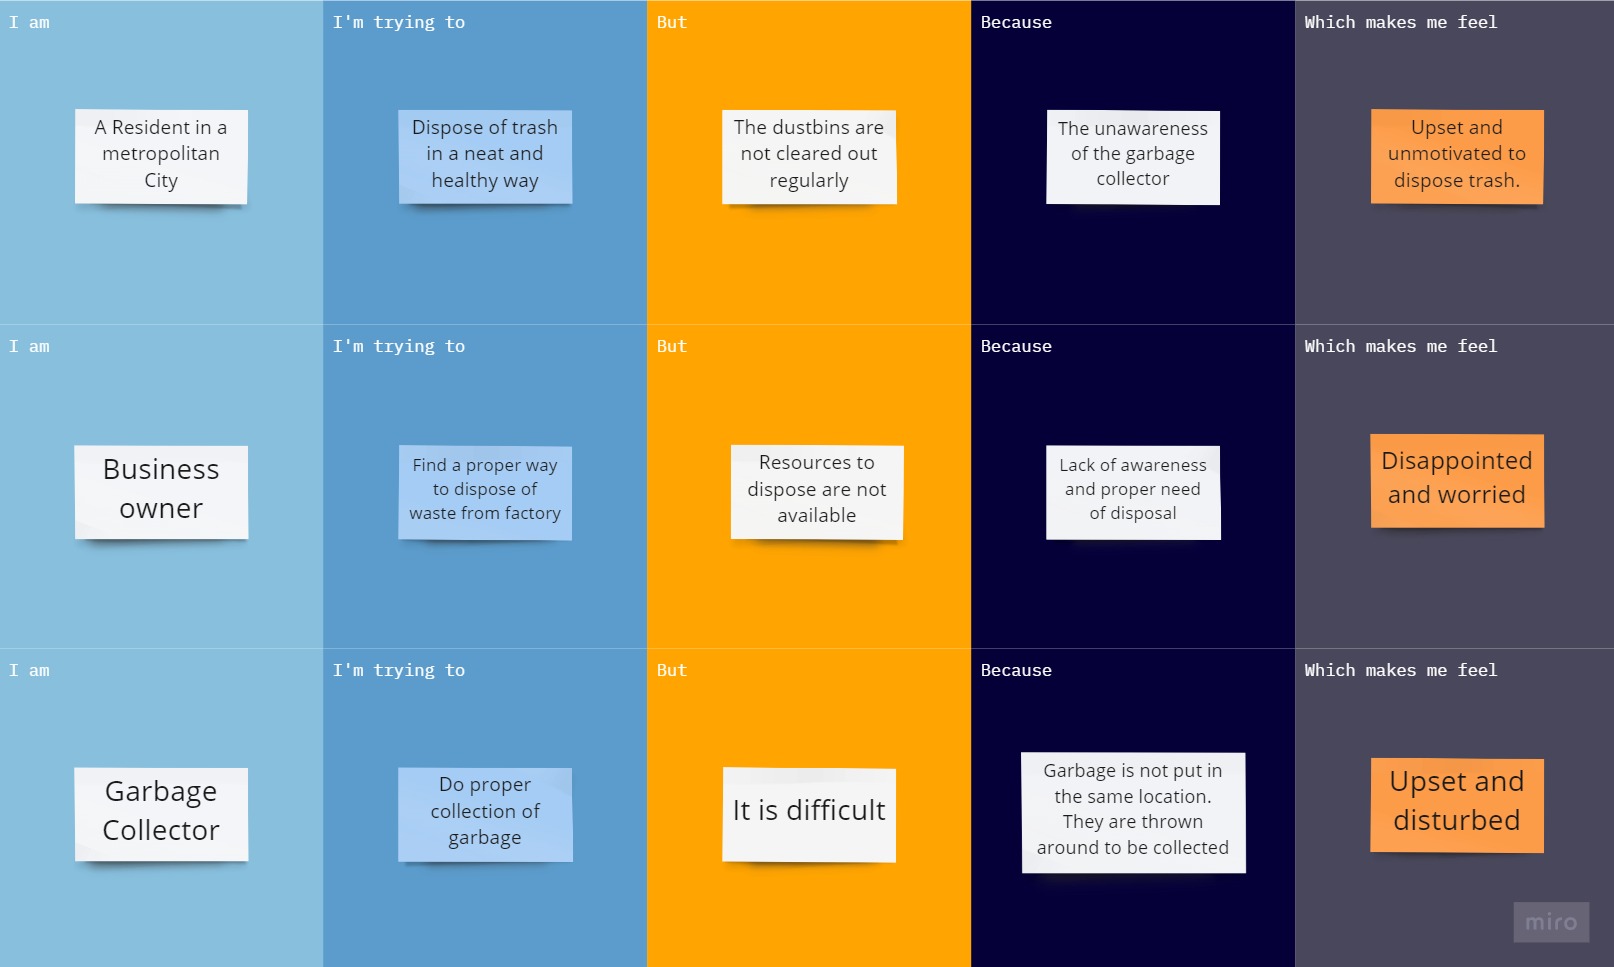 I am
I'm trying to
But
Because
Which makes me feel
A Resident in a
metropolitan
City
Dispose of trash
in a neat and
healthy way
The dustbins are
not cleared out
regularly
The unawareness
of the garbage
collector
Upset and
unmotivated to
dispose trash.
I am
I'm trying to
But
Because
Which makes me feel
Business
owner
Find a proper way
to dispose of
waste from factory
Resources to
dispose are not
available
Lack of awareness
and proper need
of disposal
Disappointed
and worried
I am
I'm trying to
But
Because
Which makes me feel
Garbage
Collector
Do proper
collection of
garbage
It is difficult
Garbage is not put in
the same location.
They are thrown
around to be collected
Upset and
disturbed
miro